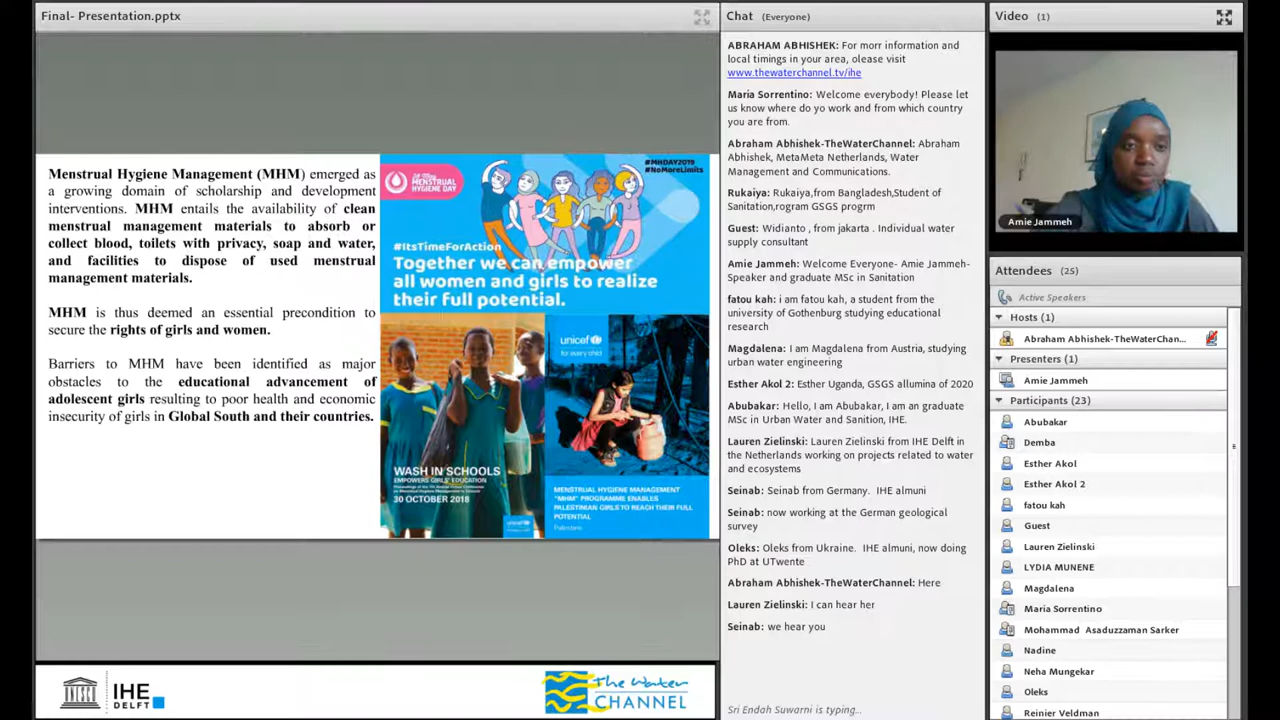 Final- Presentation.pptx
Menstrual Hygiene Management (MHM) emerged as
a growing domain of scholarship and development
interventions. MHM entails the availability of clean
menstrual management materials to absorb or
collect blood, toilets with privacy, soap and water,
and facilities to dispose of used menstrual
management materials.
MHM is thus deemed an essential precondition to
secure the rights of girls and women.
Barriers to MHM have been identified as major
obstacles to the educational advancement of
adolescent girls resulting to poor health and economic
insecurity of girls in Global South and their countries.
MENSTRUAL
HYGIENE DAY
#MHDAY2019
#NoMoreLimits
#ItsTimeForAction
Together we can empower
all women and girls to realize
their full potential.
WASH IN SCHOOLS
EMPOWERS GIRLS' EDUCATION
30 OCTOBER 2018
unicef
unicef
for every child
MENSTRUAL HYGIENE MANAGEMENT
"MHM" PROGRAMME ENABLES
PALESTINIAN GIRLS TO REACH THEIR FULL
POTENTIAL
Palestine
UNESCO
IHE
DELFT
The Water
CHANNEL
Chat (Everyone)
ABRAHAM ABHISHEK: For morr information and
local timings in your area, olease visit
www.thewaterchannel.tv/ihe
Maria Sorrentino: Welcome everybody! Please let
us know where do yo work and from which country
you are from.
Abraham Abhishek-TheWaterChannel: Abraham
Abhishek, MetaMeta Netherlands, Water
Management and Communications.
Rukaiya: Rukaiya,from Bangladesh,Student of
Sanitation,rogram GSGS progrm
Guest: Widianto , from jakarta . Individual water
supply consultant
Amie Jammeh: Welcome Everyone- Amie Jammeh-
Speaker and graduate MSc in Sanitation
fatou kah: i am fatou kah, a student from the
university of Gothenburg studying educational
research
Magdalena: I am Magdalena from Austria, studying
urban water engineering
Esther Akol 2: Esther Uganda, GSGS allumina of 2020
Abubakar: Hello, I am Abubakar, I am an graduate
MSc in Urban Water and Sanition, IHE.
Lauren Zielinski: Lauren Zielinski from IHE Delft in
the Netherlands working on projects related to water
and ecosystems
Seinab: Seinab from Germany.  IHE almuni
Seinab: now working at the German geological
survey
Oleks: Oleks from Ukraine.  IHE almuni, now doing
PhD at UTwente
Abraham Abhishek-TheWaterChannel: Here
Lauren Zielinski: I can hear her
Seinab: we hear you
Sri Endah Suwarni is typing...
Video (1)
Amie Jammeh
Attendees (25)
Active Speakers
Hosts (1)
Abraham Abhishek-TheWaterChan...
Presenters (1)
Amie Jammeh
Participants (23)
Abubakar
Demba
Esther Akol
Esther Akol 2
fatou kah
Guest
Lauren Zielinski
LYDIA MUNENE
Magdalena
Maria Sorrentino
Mohammad Asaduzzaman Sarker
Nadine
Neha Mungekar
Oleks
Reinier Veldman